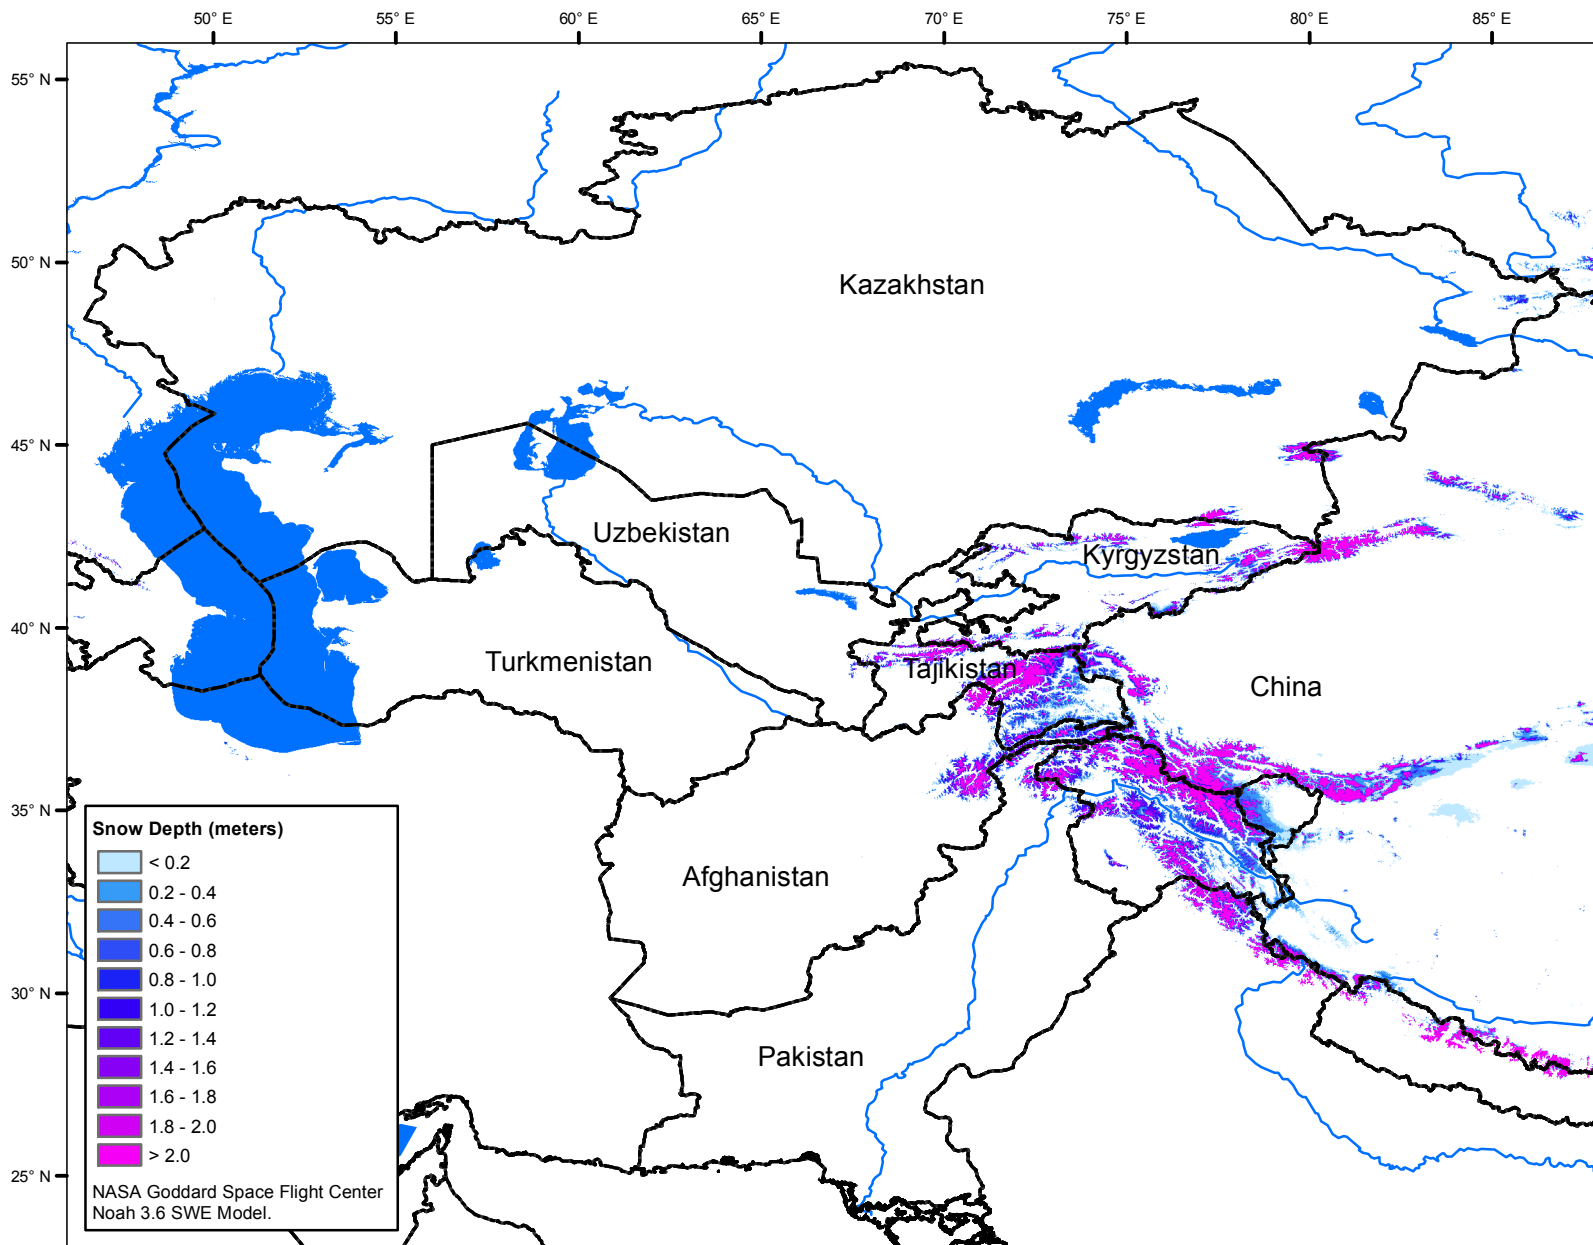 50° E 55° E 60° E 65° E 70° E 75° E 80° E 85° E
55° N
50° N
Kazakhstan
45° N
Uzbekistan
Kyrgyzstan
40° N
Turkmenistan
Tajikistan
China
35° N
Snow Depth (meters)
< 0.2
0.2 - 0.4
0.4 - 0.6
0.6 - 0.8
0.8 - 1.0
1.0 - 1.2
1.2 - 1.4
1.4 - 1.6
1.6 - 1.8
1.8 - 2.0
> 2.0
NASA Goddard Space Flight Center
Noah 3.6 SWE Model.
Afghanistan
30° N
Pakistan
25° N